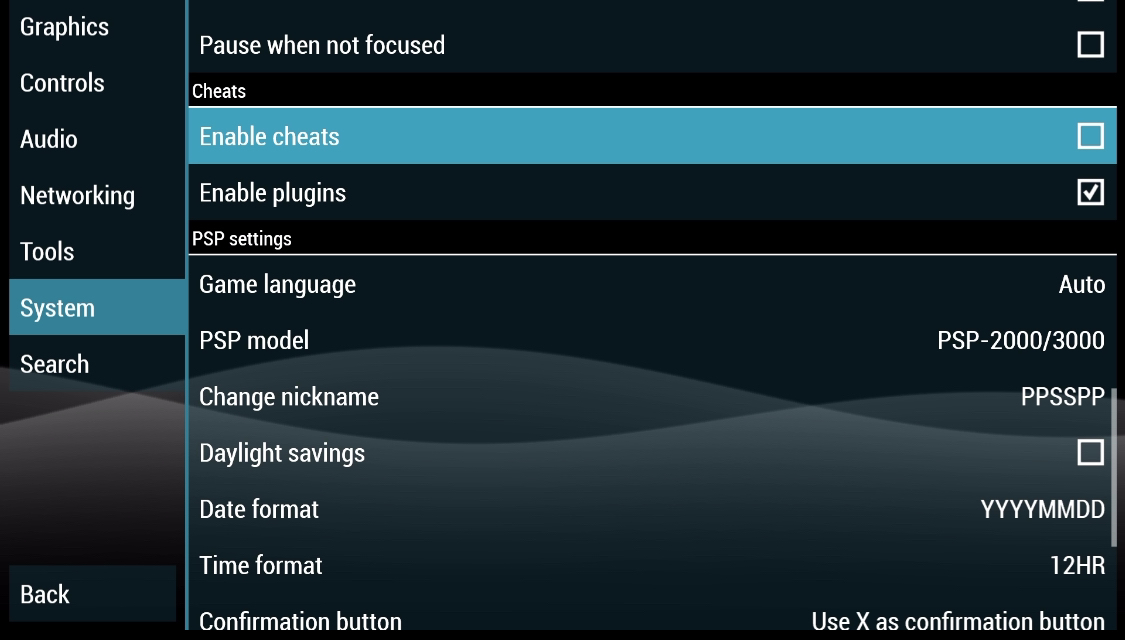 Graphics
Controls
Audio
Networking
Tools
System
Search
Back
Pause when not focused
Cheats
Enable cheats
Enable plugins
PSP settings
Game language Auto
PSP model PSP-2000/3000
Change nickname PPSSPP
Daylight savings
Date format YYYYMMDD
Time format 12HR
Confirmation button Use X as confirmation button